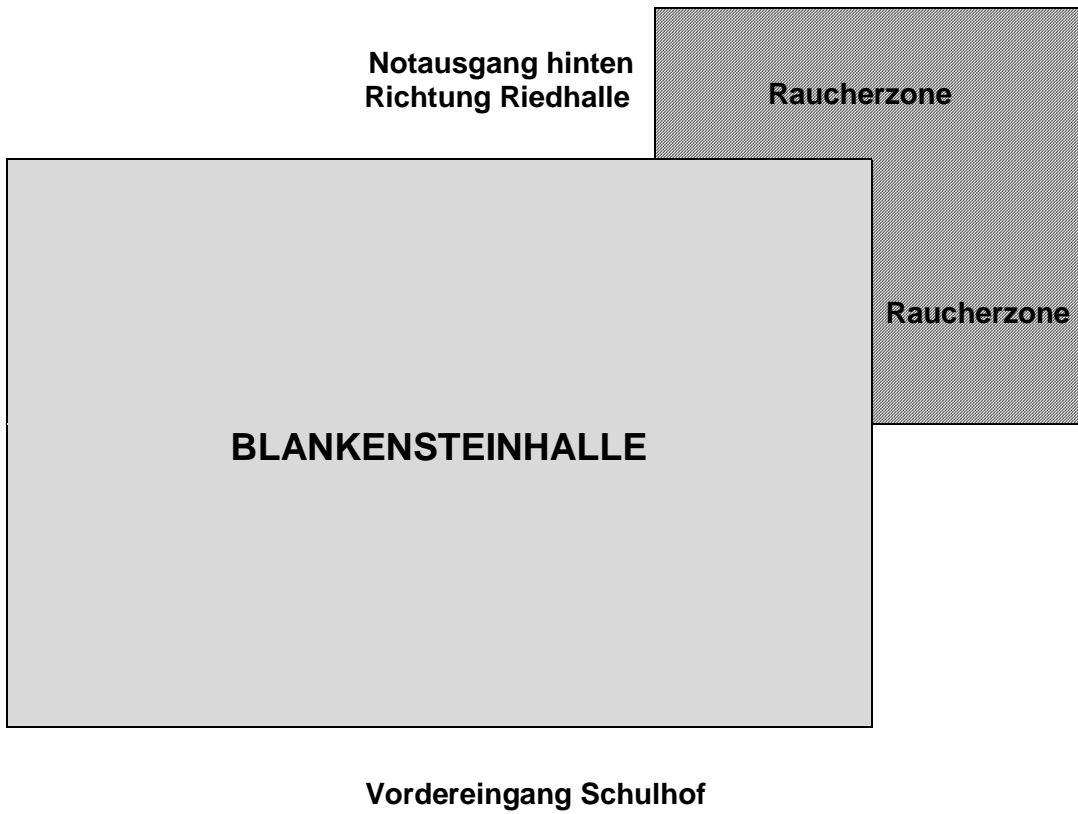 Notausgang hinten
Richtung Riedhalle
Raucherzone
Raucherzone
BLANKENSTEINHALLE
Vordereingang Schulhof